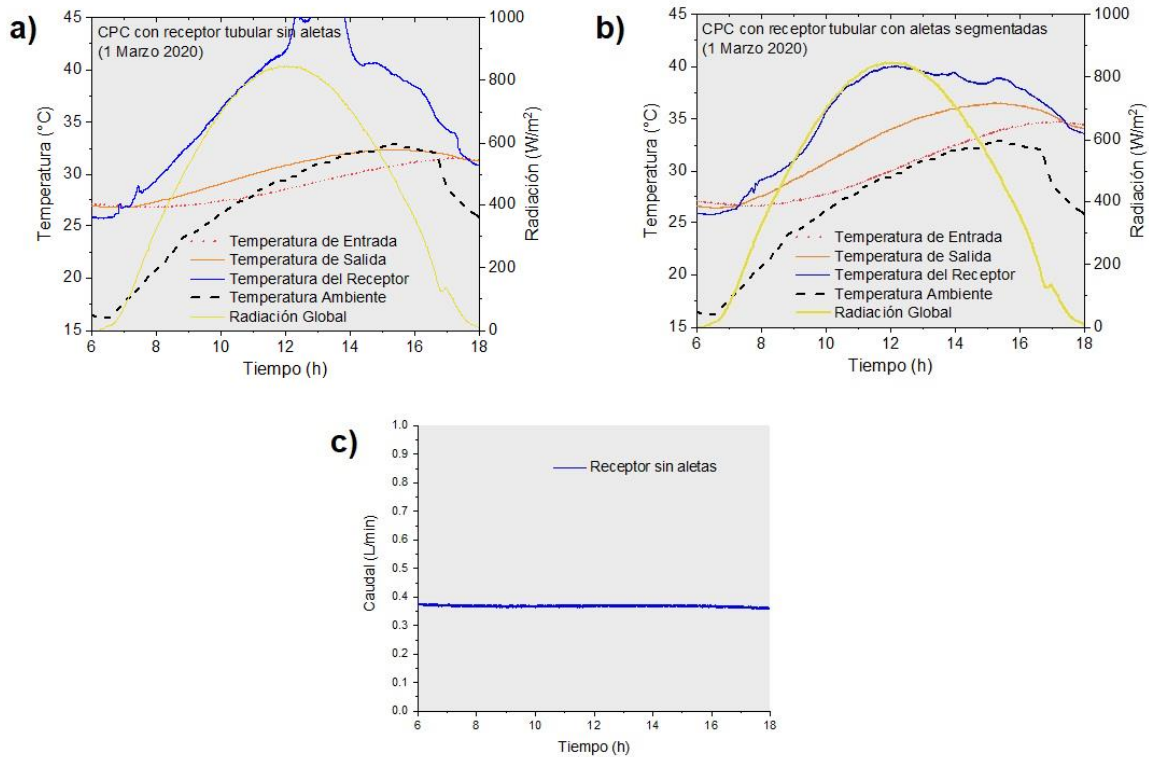 a)
CPC con receptor tubular sin aletas
(1 Marzo 2020)
45
40
35
31
25
20
15
Temperatura (°C)
1000
800
600
400
200
0
Radiación (W/m²)
Temperatura de Entrada
Temperatura de Salida
Temperatura del Receptor
Temperatura Ambiente
Radiación Global
6 8 10 12 14 16 18
Tiempo (h)
b)
CPC con receptor tubular con aletas segmentadas
(1 Marzo 2020)
45
40
35
31
25
20
15
Temperatura (°C)
1000
800
600
400
200
0
Radiación (W/m²)
Temperatura de Entrada
Temperatura de Salida
Temperatura del Receptor
Temperatura Ambiente
Radiación Global
6 8 10 12 14 16 18
Tiempo (h)
c)
1.0
0.9
0.8
0.7
0.6
0.5
0.4
0.3
0.2
0.1
0.0
Caudal (L/min)
Receptor sin aletas
6 8 10 12 14 16 18
Tiempo (h)